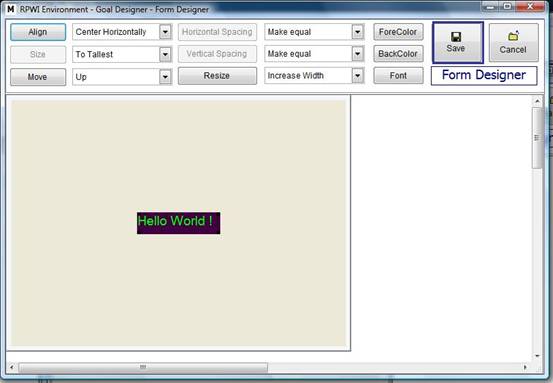 M RPWI Environment - Goal Designer - Form Designer
Align Center Horizontally Horizontal Spacing Make equal ForeColor
Size To Tallest Vertical Spacing Make equal BackColor
Move Up Resize Increase Width Font
Save Cancel
Form Designer
Hello World !